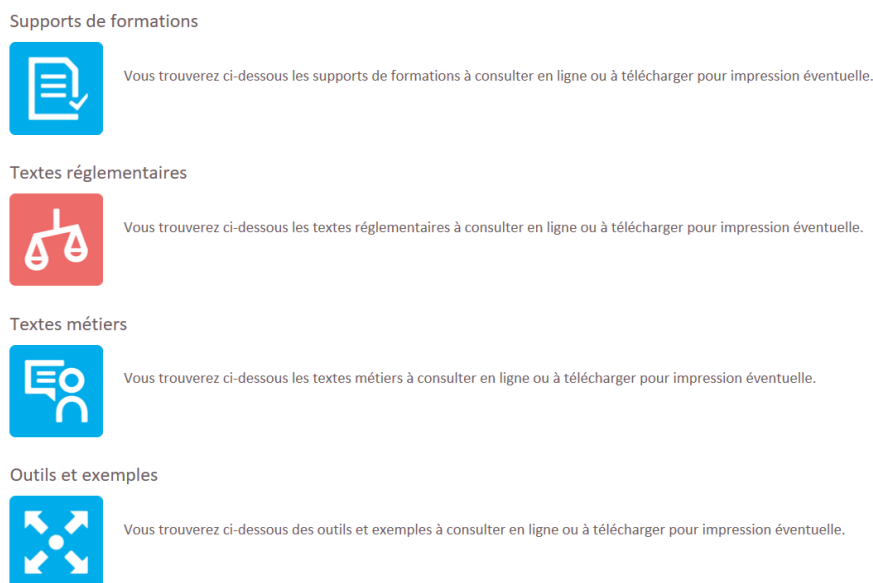 Supports de formations
Vous trouverez ci-dessous les supports de formations à consulter en ligne ou à télécharger pour impression éventuelle.
Textes réglementaires
Vous trouverez ci-dessous les textes réglementaires à consulter en ligne ou à télécharger pour impression éventuelle.
Textes métiers
Vous trouverez ci-dessous les textes métiers à consulter en ligne ou à télécharger pour impression éventuelle.
Outils et exemples
Vous trouverez ci-dessous des outils et exemples à consulter en ligne ou à télécharger pour impression éventuelle.